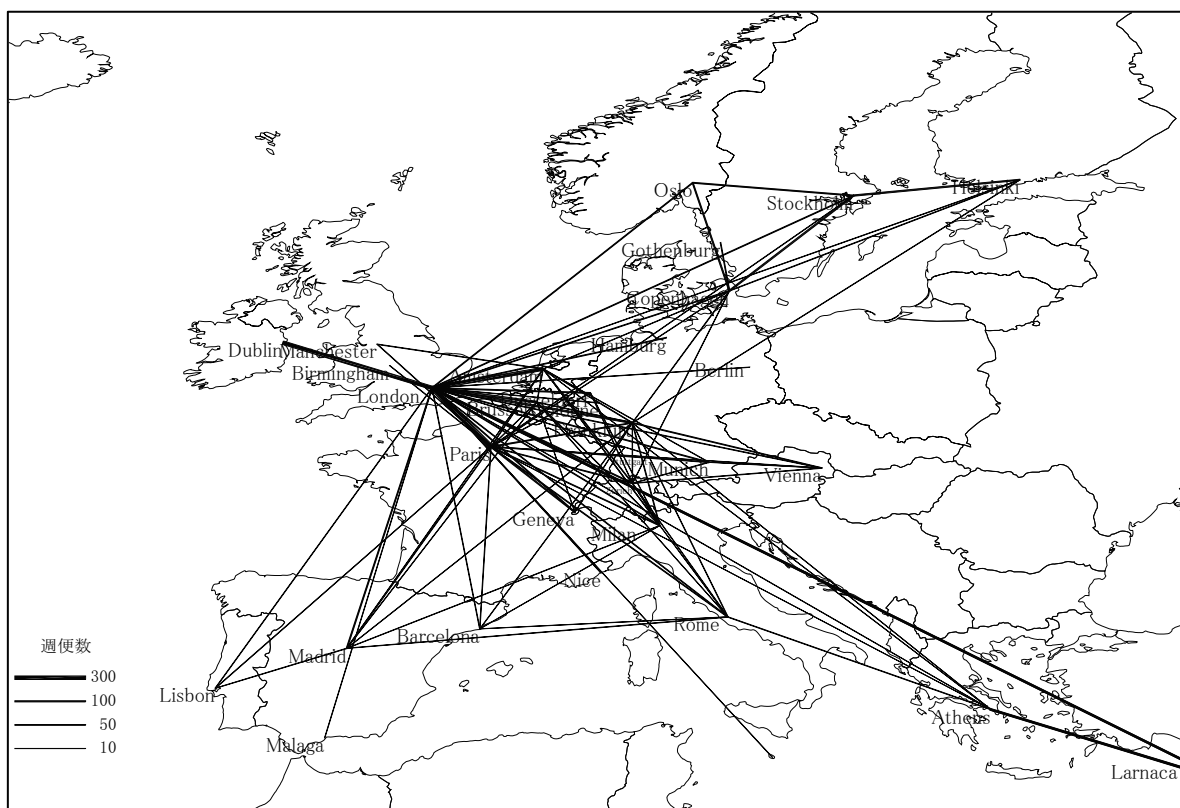 Oslo
Helsinki
Stockholm
Gothenburg
Copenhagen
Dublin
Manchester
Hamburg
Birmingham
Berlin
Amsterdam
London
Paris
Munich
Vienna
Geneva
Milan
Nice
Rome
Barcelona
Madrid
週便数
300
Lisbon
100
Athens
50
10
Malaga
Larnaca